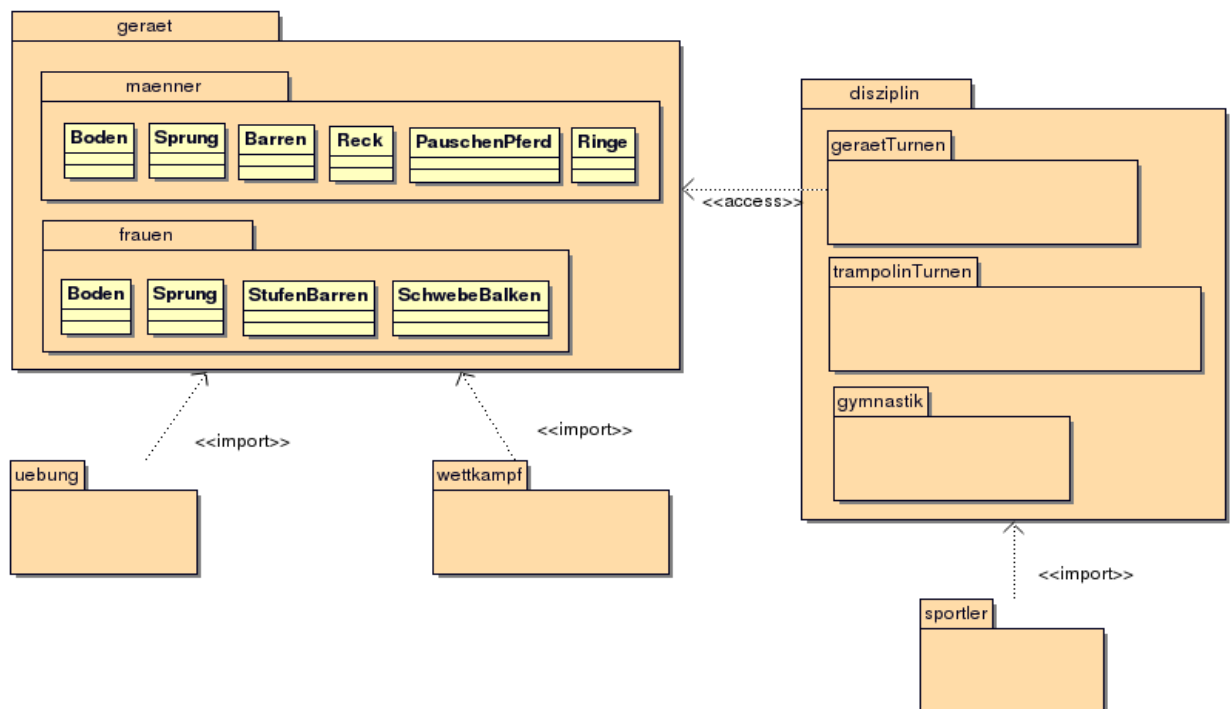 geraet
maenner
Boden
Sprung
Barren
Reck
PauschenPferd
Ringe
frauen
Boden
Sprung
StufenBarren
SchwebeBalken
<<access>>
disziplin
geraetTurnen
trampolinTurnen
gymnastik
<<import>>
<<import>>
uebung
wettkampf
<<import>>
sportler